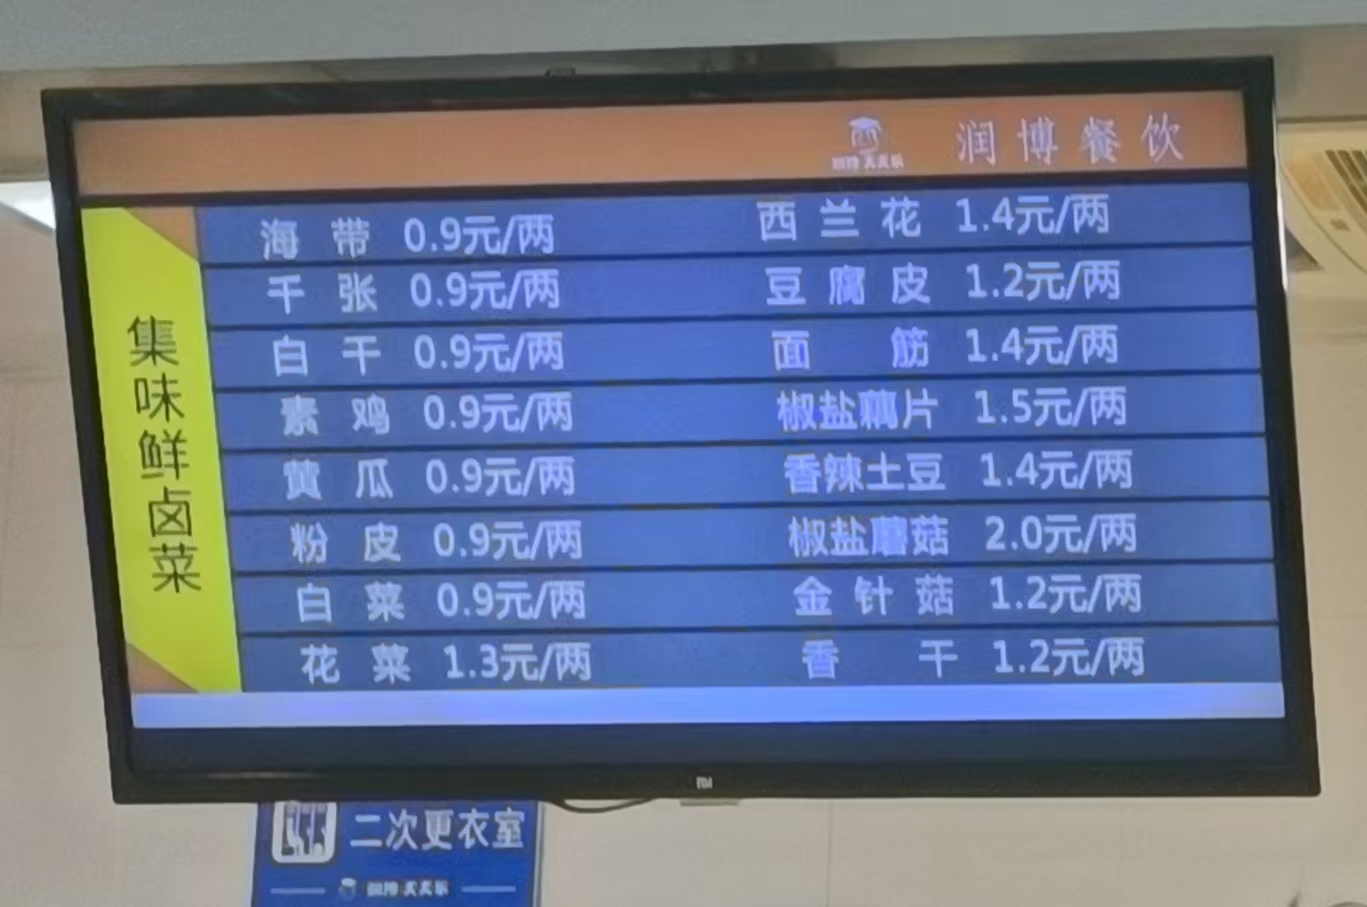 润博餐饮
集味鲜卤菜
海带 0.9元/两
千张 0.9元/两
白干 0.9元/两
素鸡 0.9元/两
黄瓜 0.9元/两
粉皮 0.9元/两
白菜 0.9元/两
花菜 1.3元/两
西兰花 1.4元/两
豆腐皮 1.2元/两
面筋 1.4元/两
椒盐藕片 1.5元/两
香辣土豆 1.4元/两
椒盐蘑菇 2.0元/两
金针菇 1.2元/两
香干 1.2元/两
mi
二次更衣室